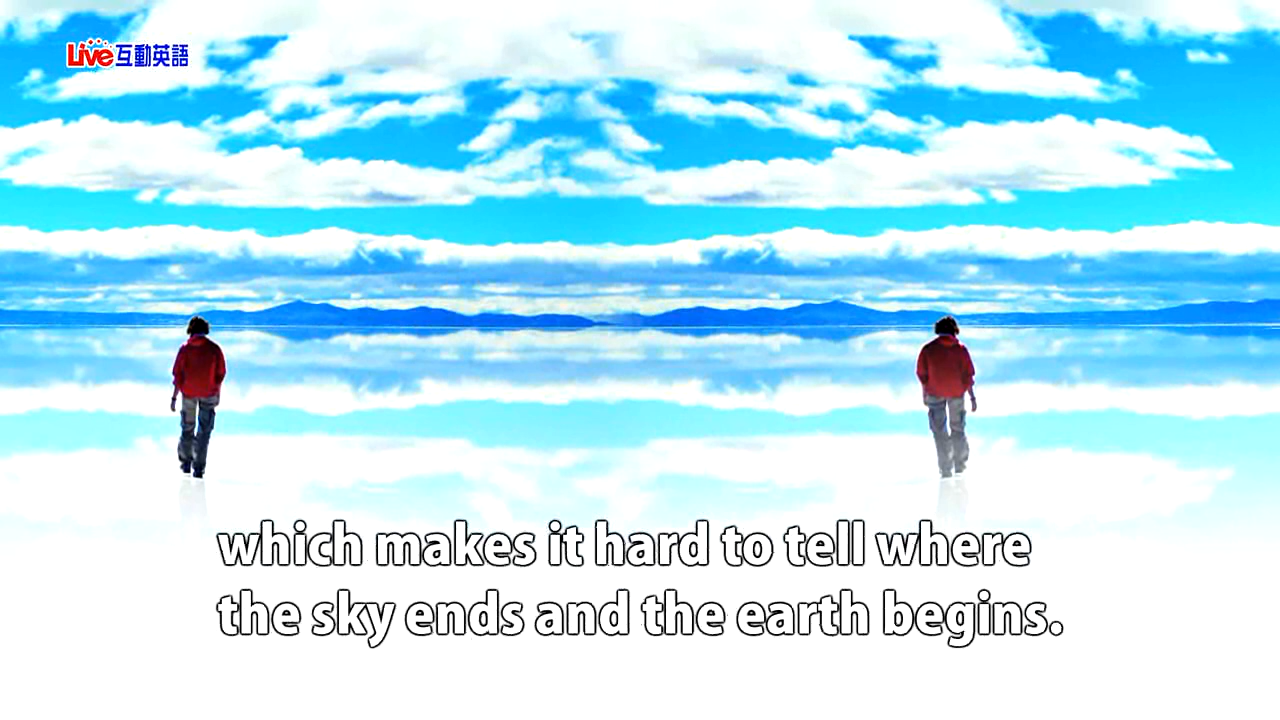 Live互動英語
which makes it hard to tell where
the sky ends and the earth begins.